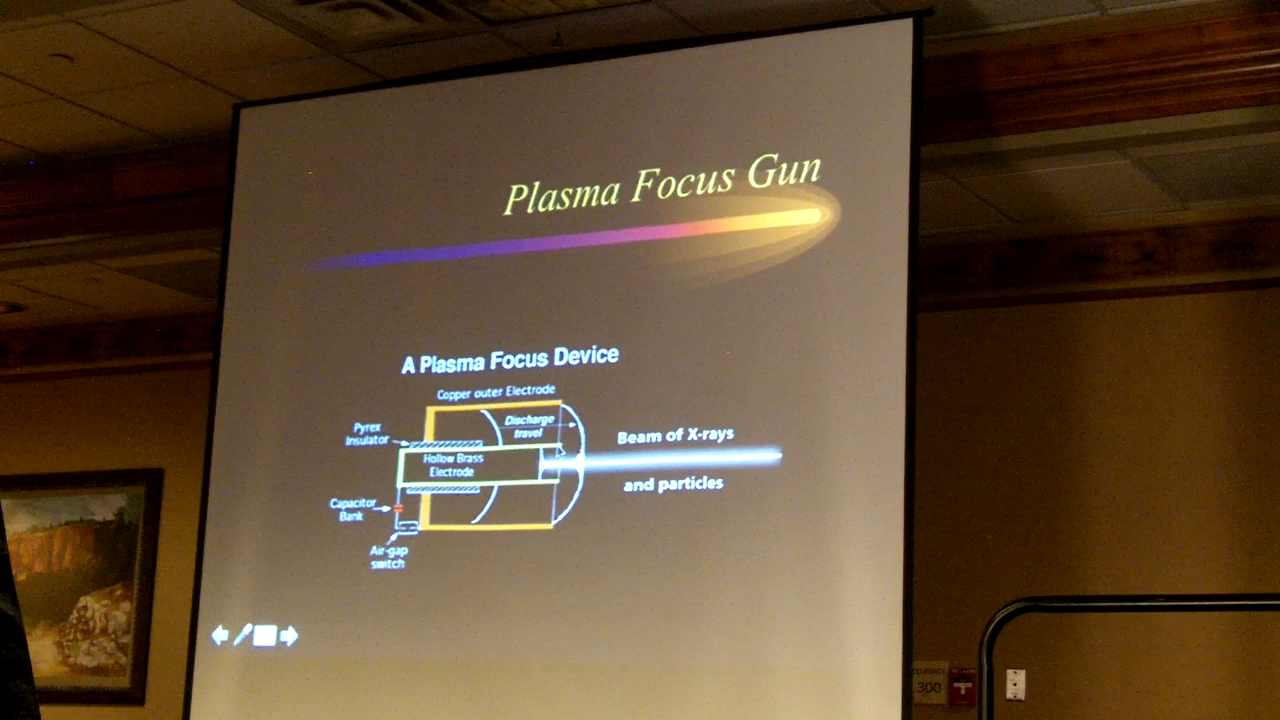 Plasma Focus Gun
A Plasma Focus Device
Copper outer Electrode
Discharge
travel
Pyrex
Insulator
Hollow Brass
Electrode
Beam of X-rays
and particles
Capacitor
Bank
Air-gap
switch
300